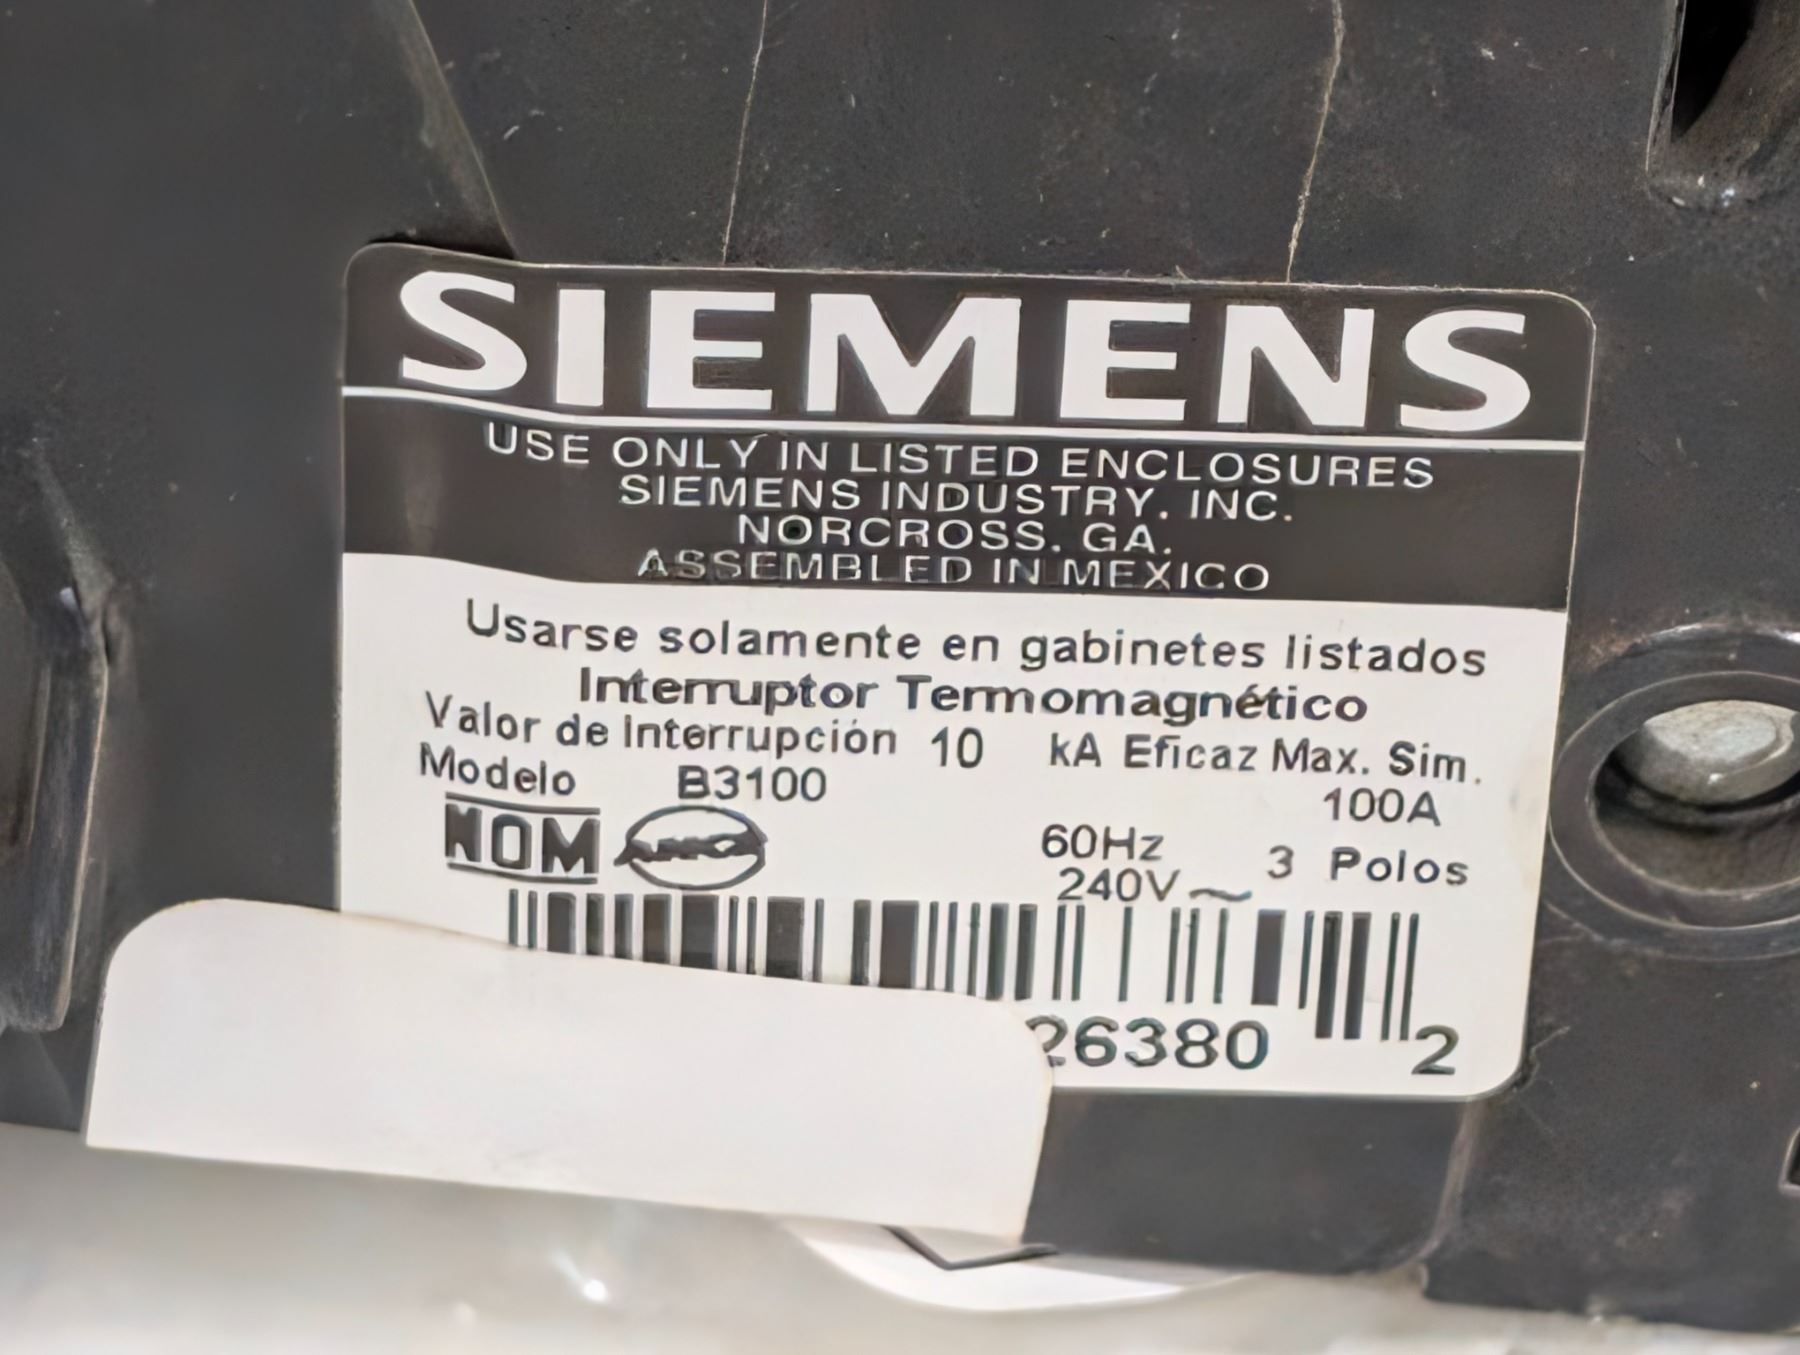 SIEMENS
USE ONLY IN LISTED ENCLOSURES
SIEMENS INDUSTRY, INC.
NORCROSS, GA.
ASSEMBLED IN MEXICO
Usarse solamente en gabinetes listados
Interruptor Termomagnético
Valor de Interrupción 10 kA Eficaz Max. Sim.
Modelo B3100 100A
NOM 60Hz 3 Polos
240V ~
26380 2